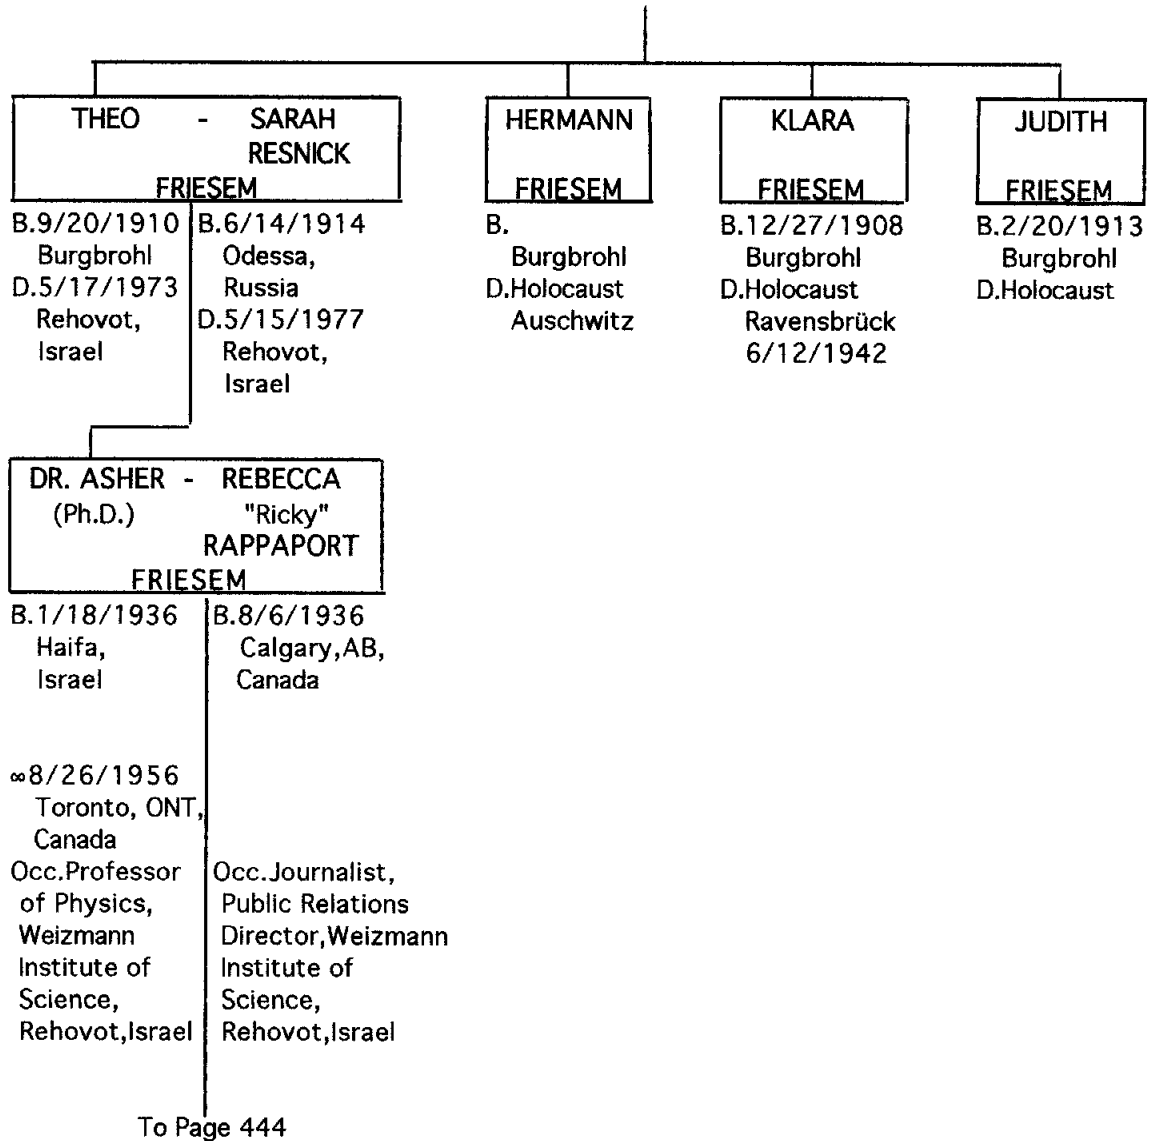 THEO - SARAH
RESNICK
FRIESEM
B.9/20/1910
Burgbrohl
D.5/17/1973
Rehovot,
Israel
B.6/14/1914
Odessa,
Russia
D.5/15/1977
Rehovot,
Israel
HERMANN
FRIESEM
B.
Burgbrohl
D.Holocaust
Auschwitz
KLARA
FRIESEM
B.12/27/1908
Burgbrohl
D.Holocaust
Ravensbrück
6/12/1942
JUDITH
FRIESEM
B.2/20/1913
Burgbrohl
D.Holocaust
DR. ASHER - REBECCA
(Ph.D.) "Ricky"
RAPPAPORT
FRIESEM
B.1/18/1936
Haifa,
Israel
∞8/26/1956
Toronto, ONT,
Canada
Occ.Professor
of Physics,
Weizmann
Institute of
Science,
Rehovot,Israel
B.8/6/1936
Calgary,AB,
Canada
Occ.Journalist,
Public Relations
Director,Weizmann
Institute of
Science,
Rehovot,Israel
To Page 444